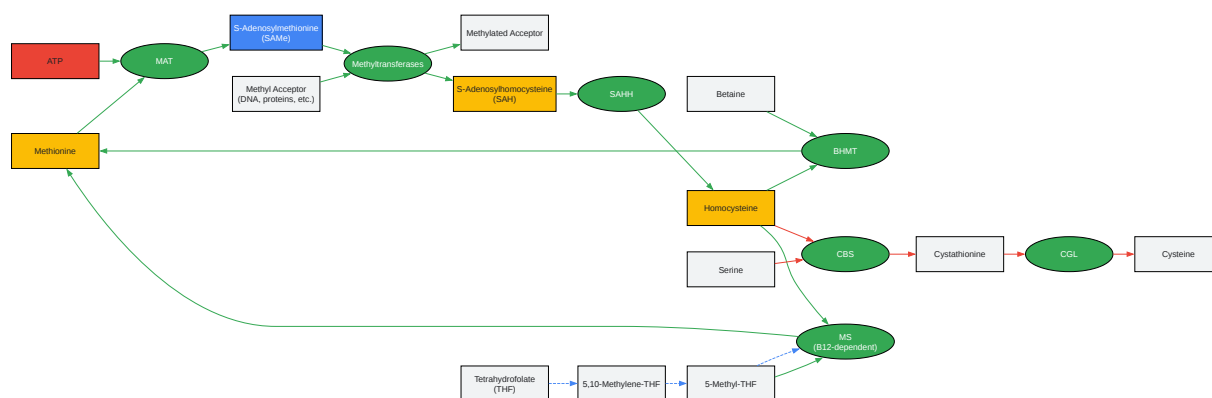 S-Adenosylmethionine
(SAMe)
Methylated Acceptor
ATP
MAT
Methyltransferases
Methyl Acceptor
(DNA, proteins, etc.)
S-Adenosylhomocysteine
(SAH)
SAHH
Betaine
Methionine
BHMT
Homocysteine
Serine
CBS
Cystathionine
CGL
Cysteine
MS
(B12-dependent)
Tetrahydrofolate
(THF)
5,10-Methylene-THF
5-Methyl-THF